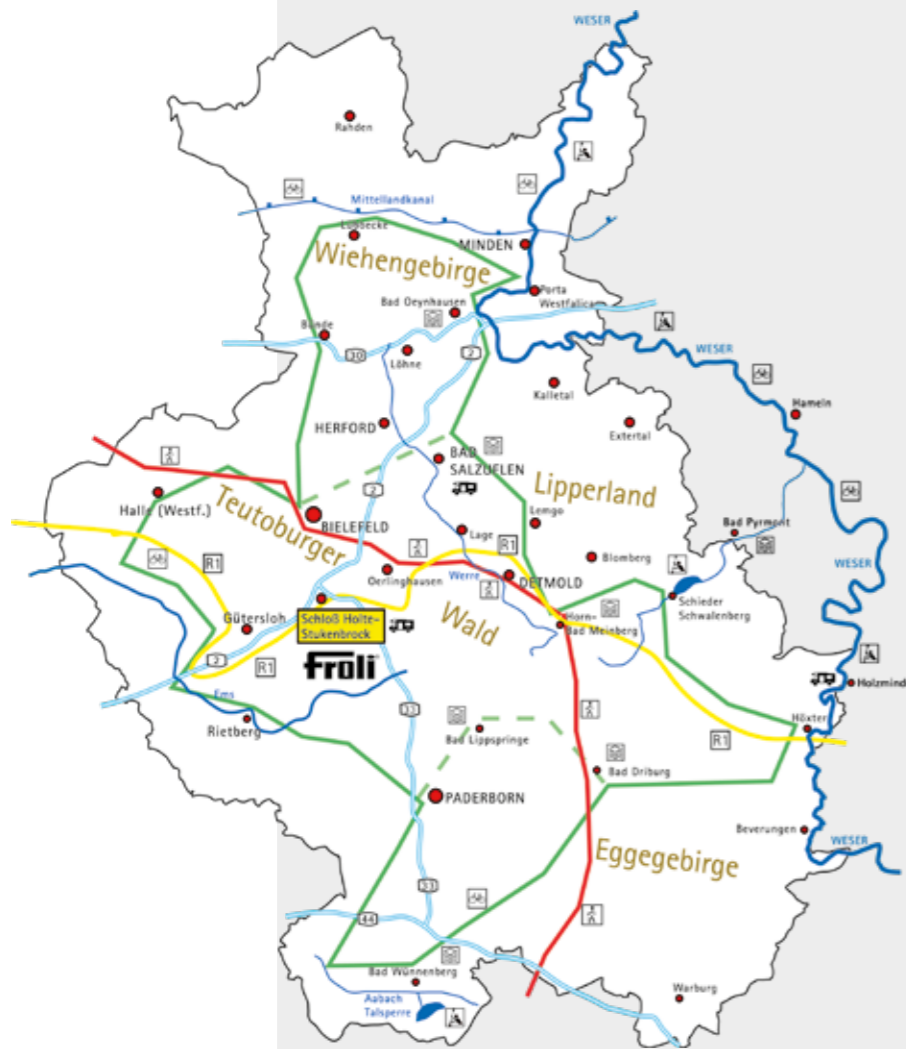 WESER
Rahden
Mittellandkanal
Lübbecke
MINDEN
Wiehengebirge
Porta
Westfalica
Bad Oeynhausen
Bünde
30
2
Löhne
WESER
Kalletal
Hameln
HERFORD
Extertal
BAD
SALZUFLEN
Lipperland
2
Halle (Westf.)
Teutoburger
BIELEFELD
Lemgo
Lage
Bad Pyrmont
R1
R1
Blomberg
WESER
Oerlinghausen
Werre
DETMOLD
Schieder
Schwalenberg
Gütersloh
Schloß Holte-
Stukenbrock
Wald
Horn-
Bad Meinberg
froli
2
R1
Ems
Holzmind
33
Rietberg
Bad Lippspringe
Höxter
R1
Bad Driburg
PADERBORN
Beverungen
WESER
Eggegebirge
33
44
Bad Wünnenberg
Aabach
Talsperre
Warburg